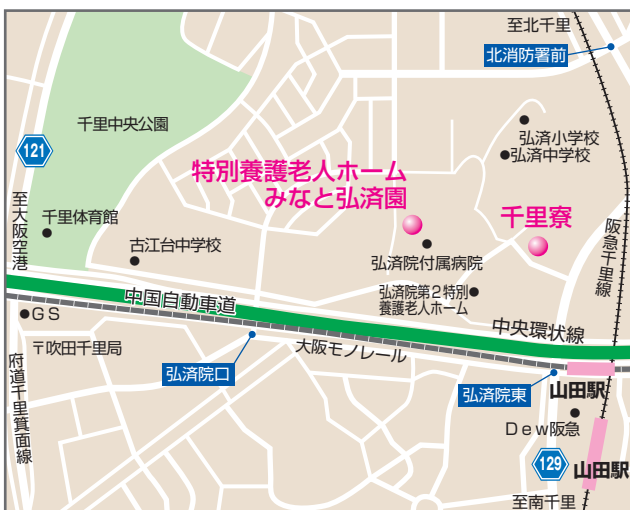 至北千里
北消防署前
弘済小学校
弘済中学校
千里中央公園
121
特別養護老人ホーム
みなと弘済園
千里寮
至大阪空港
千里体育館
古江台中学校
弘済院付属病院
阪急千里線
弘済院第2特別
養護老人ホーム
中国自動車道
中央環状線
GS
〒吹田千里局
大阪モノレール
弘済院口
弘済院東
山田駅
府道千里箕面線
Dew阪急
129
山田駅
至南千里